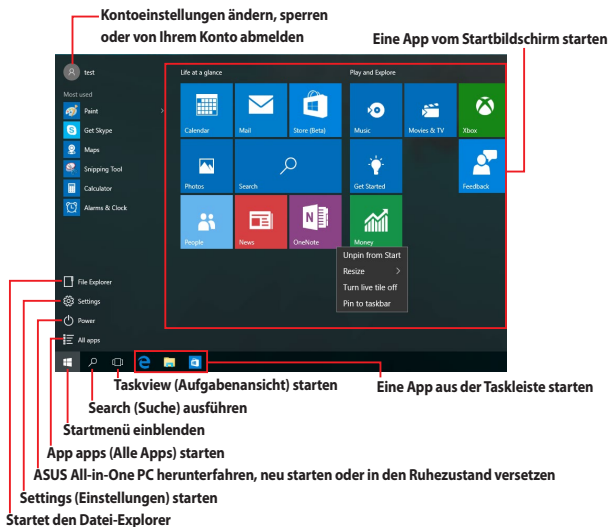 Kontoeinstellungen ändern, sperren
oder von Ihrem Konto abmelden
Eine App vom Startbildschirm starten
test
Life at a glance
Play and Explore
Most used
Paint
Get Skype
Maps
Snipping Tool
Calculator
Alarms & Clock
Calendar
Mail
Store (Beta)
Music
Movies & TV
Xbox
Photos
Search
Get Started
Feedback
People
News
OneNote
Money
Unpin from Start
Resize
Turn live tile off
Pin to taskbar
File Explorer
Settings
Power
All apps
Taskview (Aufgabenansicht) starten
Eine App aus der Taskleiste starten
Search (Suche) ausführen
Startmenü einblenden
App apps (Alle Apps) starten
ASUS All-in-One PC herunterfahren, neu starten oder in den Ruhezustand versetzen
Settings (Einstellungen) starten
Startet den Datei-Explorer